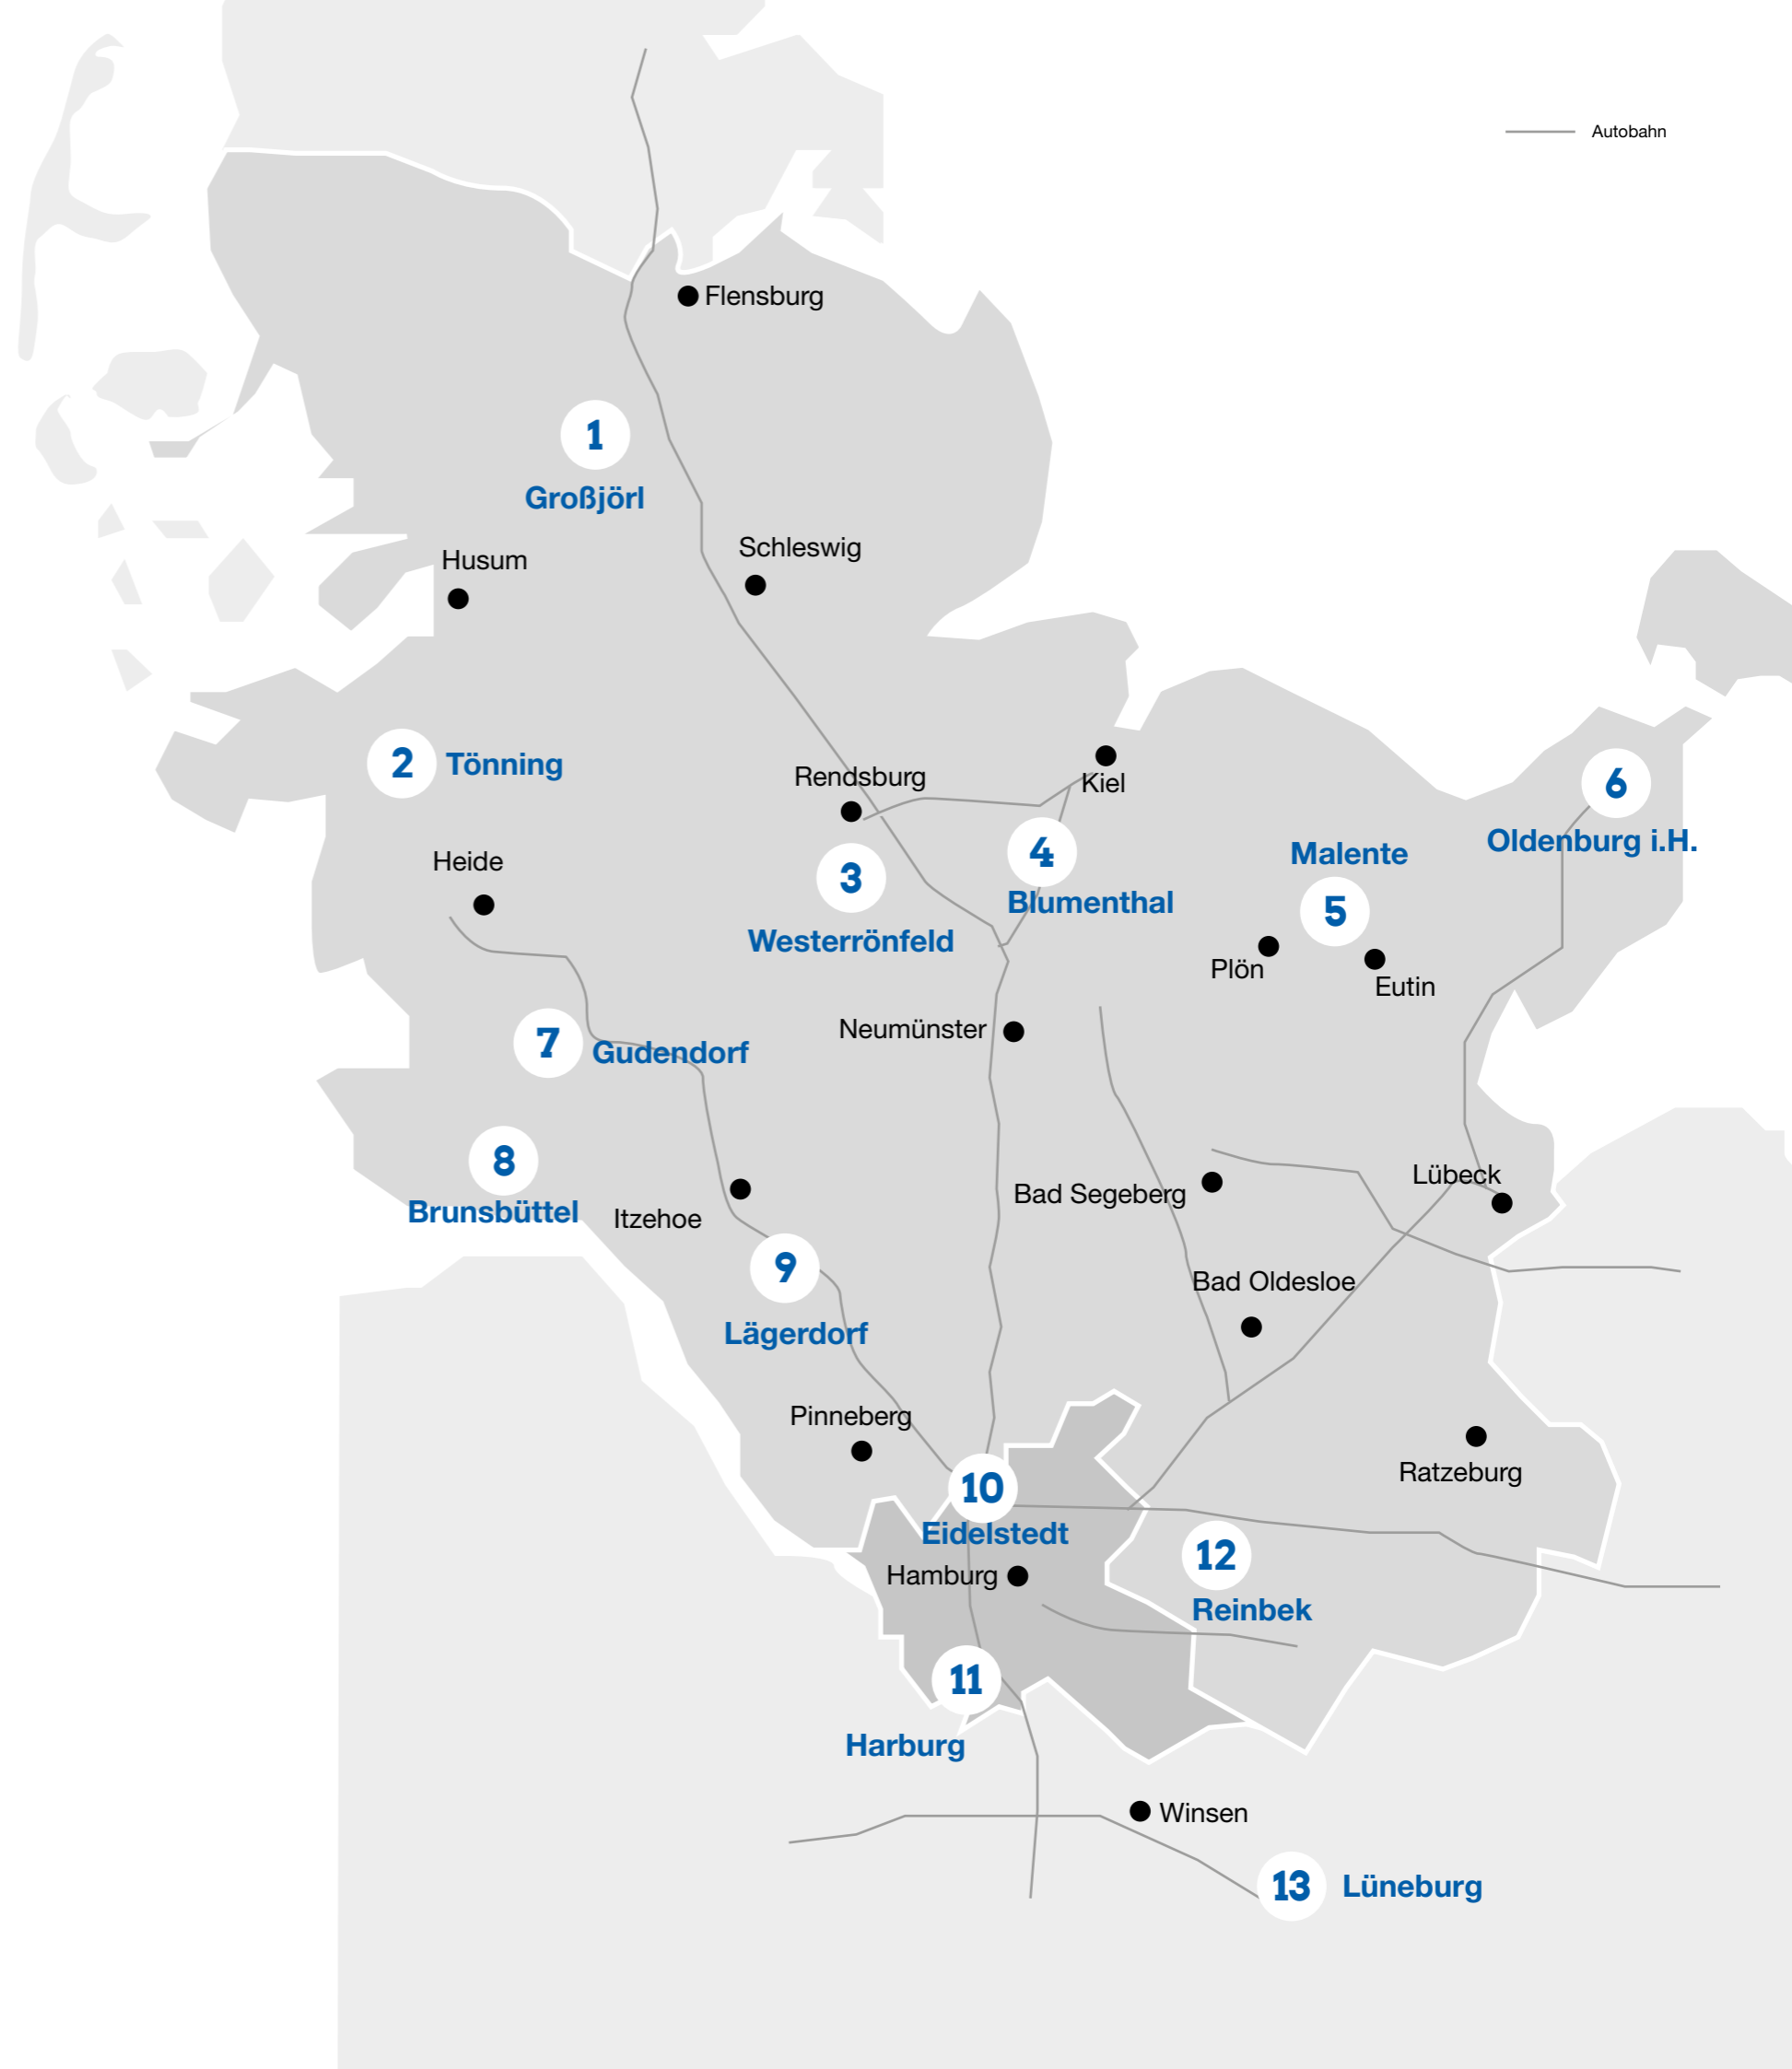 Autobahn
Flensburg
1
Großjörl
Schleswig
Husum
2 Tönning
Rendsburg
Kiel
6
Oldenburg i.H.
4
Malente
Heide
3
Blumenthal
5
Westerrönfeld
Plön
Eutin
Neumünster
7 Gudendorf
8
Brunsbüttel
Itzehoe
Bad Segeberg
Lübeck
9
Bad Oldesloe
Lägerdorf
Pinneberg
Ratzeburg
10
Eidelstedt
12
Hamburg
Reinbek
11
Harburg
Winsen
13 Lüneburg